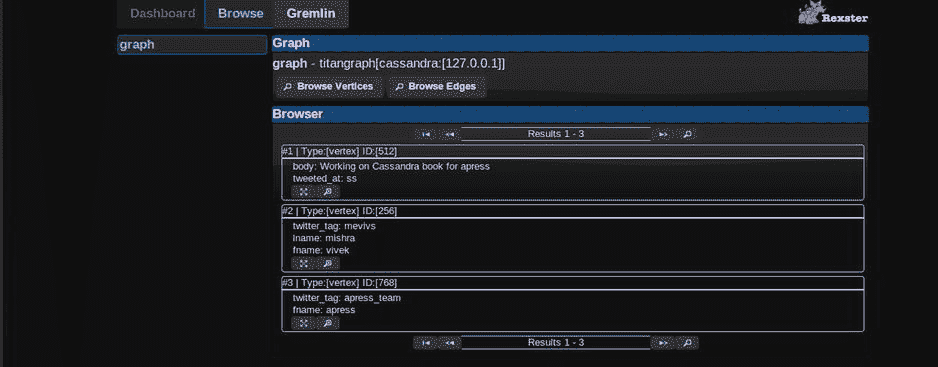 Dashboard Browse Gremlin
Rexster
graph
Graph
graph - titangraph[cassandra:[127.0.0.1]]
Browse Vertices Browse Edges
Browser
Results 1 - 3
#1 | Type:[vertex] ID:[512]
body: Working on Cassandra book for apress
tweeted_at: ss
#2 | Type:[vertex] ID:[256]
twitter_tag: mevivs
lname: mishra
fname: vivek
#3 | Type:[vertex] ID:[768]
twitter_tag: apress_team
fname: apress
Results 1 - 3